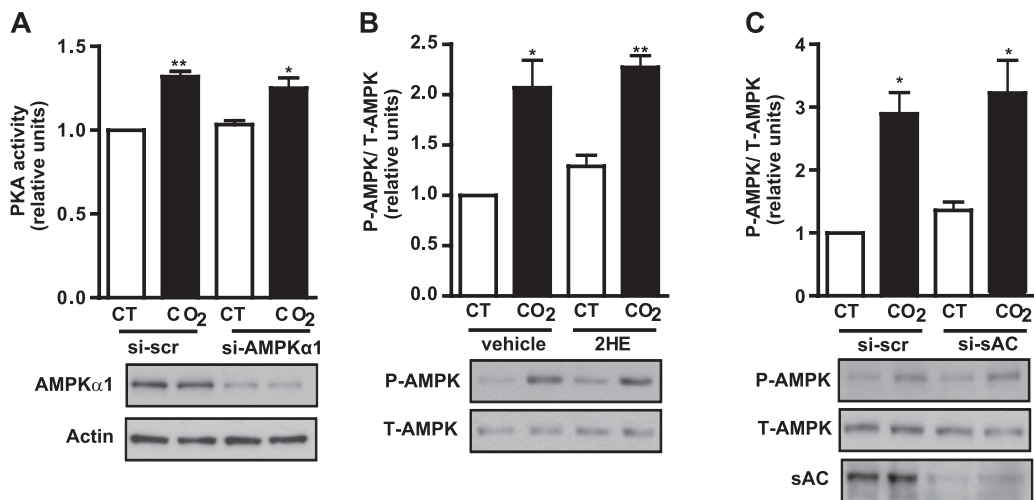 A
PKA activity
(relative units)
1.5
1.0
0.5
0.0
**
*
CT
CO2
CT
CO2
si-scr
si-AMPKα1
AMPKα1
Actin
B
P-AMPK/ T-AMPK
(relative units)
2.5
2.0
1.5
1.0
0.5
0.0
*
**
CT
CO2
CT
CO2
vehicle
2HE
P-AMPK
T-AMPK
C
P-AMPK/ T-AMPK
(relative units)
4
3
2
1
0
*
*
CT
CO2
CT
CO2
si-scr
si-sAC
P-AMPK
T-AMPK
sAC